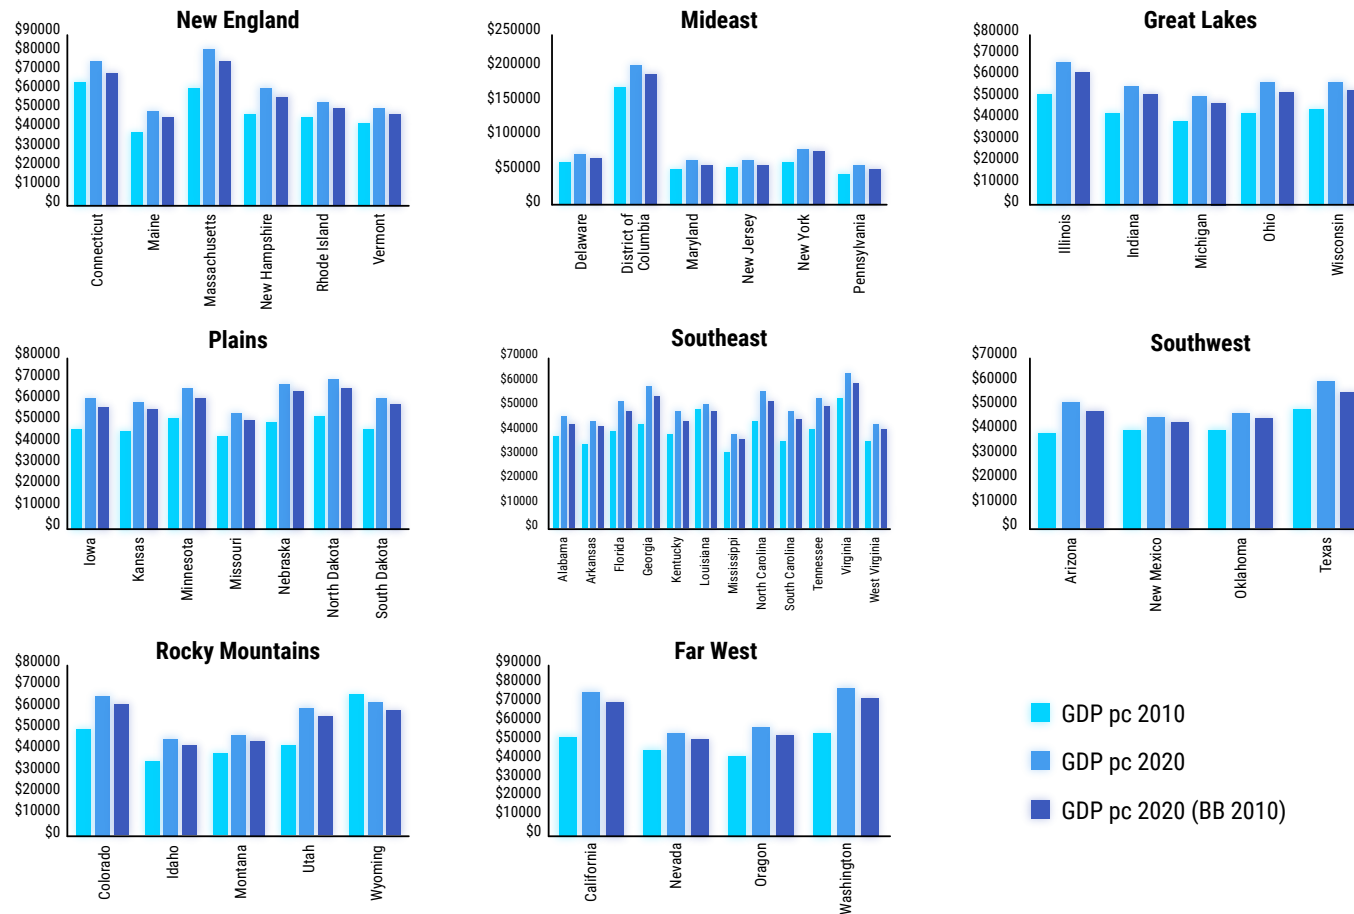 New England
$90000
$80000
$70000
$60000
$50000
$40000
$30000
$20000
$10000
$0
Connecticut
Maine
Massachusetts
New Hampshire
Rhode Island
Vermont
Mideast
$250000
$200000
$150000
$100000
$50000
$0
Delaware
District of
Columbia
Maryland
New Jersey
New York
Pennsylvania
Great Lakes
$80000
$70000
$60000
$50000
$40000
$30000
$20000
$10000
$0
Illinois
Indiana
Michigan
Ohio
Wisconsin
Plains
$80000
$70000
$60000
$50000
$40000
$30000
$20000
$10000
$0
Iowa
Kansas
Minnesota
Missouri
Nebraska
North Dakota
South Dakota
Southeast
$70000
$60000
$50000
$40000
$30000
$20000
$10000
$0
Alabama
Arkansas
Florida
Georgia
Kentucky
Louisiana
Mississippi
North Carolina
South Carolina
Tennessee
Virginia
West Virginia
Southwest
$70000
$60000
$50000
$40000
$30000
$20000
$10000
$0
Arizona
New Mexico
Oklahoma
Texas
Rocky Mountains
$80000
$70000
$60000
$50000
$40000
$30000
$20000
$10000
$0
Colorado
Idaho
Montana
Utah
Wyoming
Far West
$90000
$80000
$70000
$60000
$50000
$40000
$30000
$20000
$10000
$0
California
Nevada
Oragon
Washington
GDP pc 2010
GDP pc 2020
GDP pc 2020 (BB 2010)